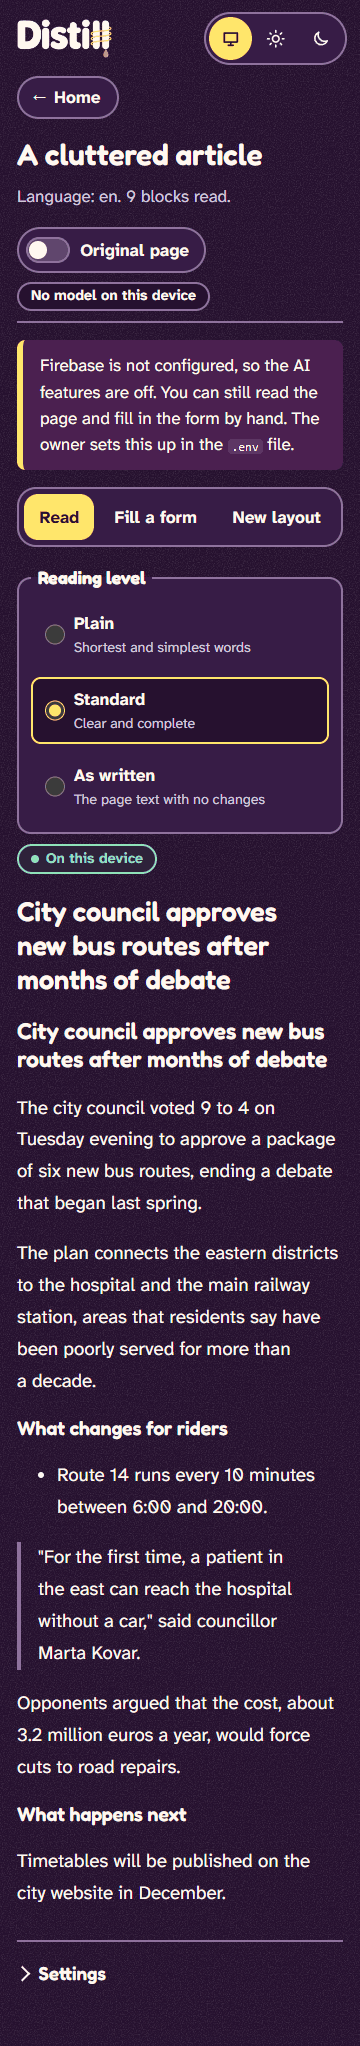 Distill
← Home
A cluttered article
Language: en. 9 blocks read.
Original page
No model on this device
Firebase is not configured, so the AI
features are off. You can still read the
page and fill in the form by hand. The
owner sets this up in the .env file.
Read Fill a form New layout
Reading level
Plain
Shortest and simplest words
Standard
Clear and complete
As written
The page text with no changes
On this device
City council approves
new bus routes after
months of debate
City council approves new bus
routes after months of debate
The city council voted 9 to 4 on
Tuesday evening to approve a package
of six new bus routes, ending a debate
that began last spring.
The plan connects the eastern districts
to the hospital and the main railway
station, areas that residents say have
been poorly served for more than
a decade.
What changes for riders
• Route 14 runs every 10 minutes
between 6:00 and 20:00.
"For the first time, a patient in
the east can reach the hospital
without a car," said councillor
Marta Kovar.
Opponents argued that the cost, about
3.2 million euros a year, would force
cuts to road repairs.
What happens next
Timetables will be published on the
city website in December.
Settings